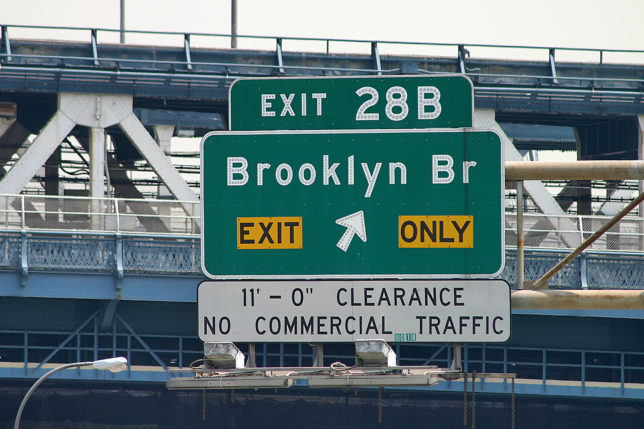 EXIT 28B
Brooklyn Br
EXIT ONLY
11' - 0" CLEARANCE
NO COMMERCIAL TRAFFIC